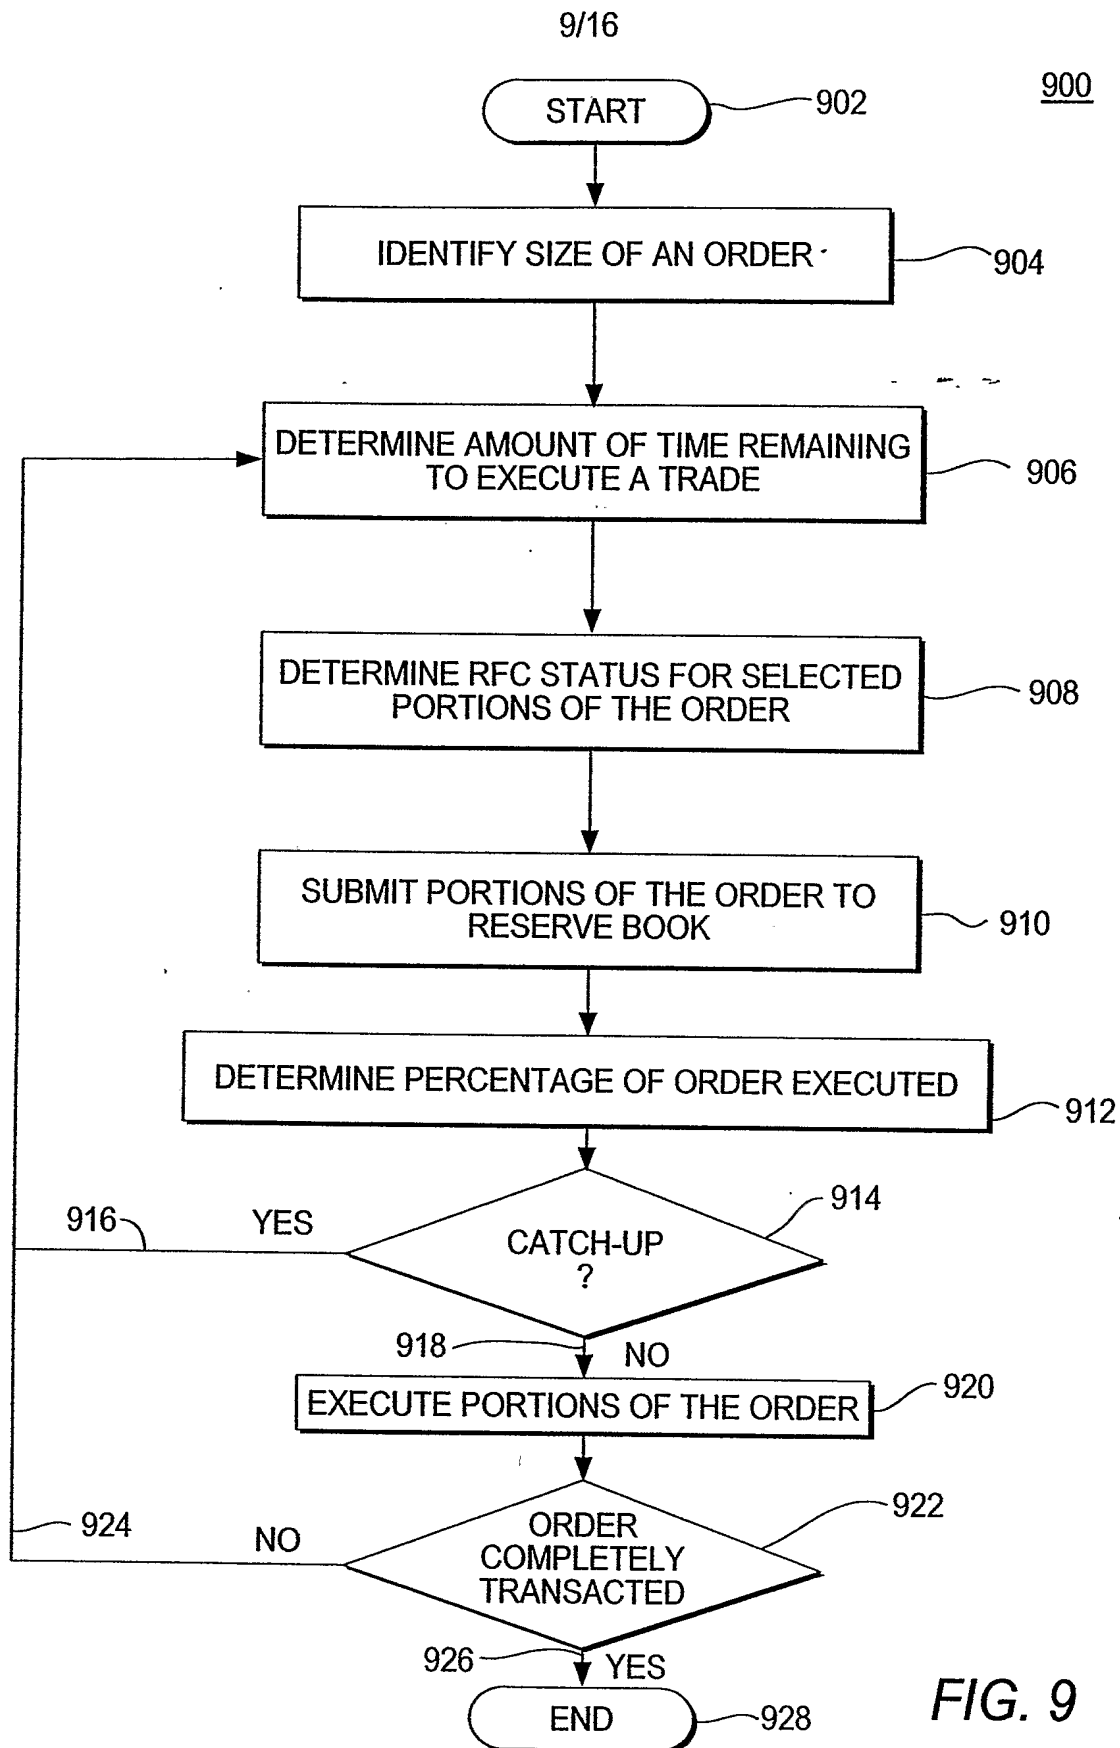 9/16
900
START
902
IDENTIFY SIZE OF AN ORDER
904
DETERMINE AMOUNT OF TIME REMAINING
TO EXECUTE A TRADE
906
DETERMINE RFC STATUS FOR SELECTED
PORTIONS OF THE ORDER
908
SUBMIT PORTIONS OF THE ORDER TO
RESERVE BOOK
910
DETERMINE PERCENTAGE OF ORDER EXECUTED
912
914
916
YES
CATCH-UP
?
918
NO
EXECUTE PORTIONS OF THE ORDER
920
922
924
NO
ORDER
COMPLETELY
TRANSACTED
926
YES
END
928
FIG. 9